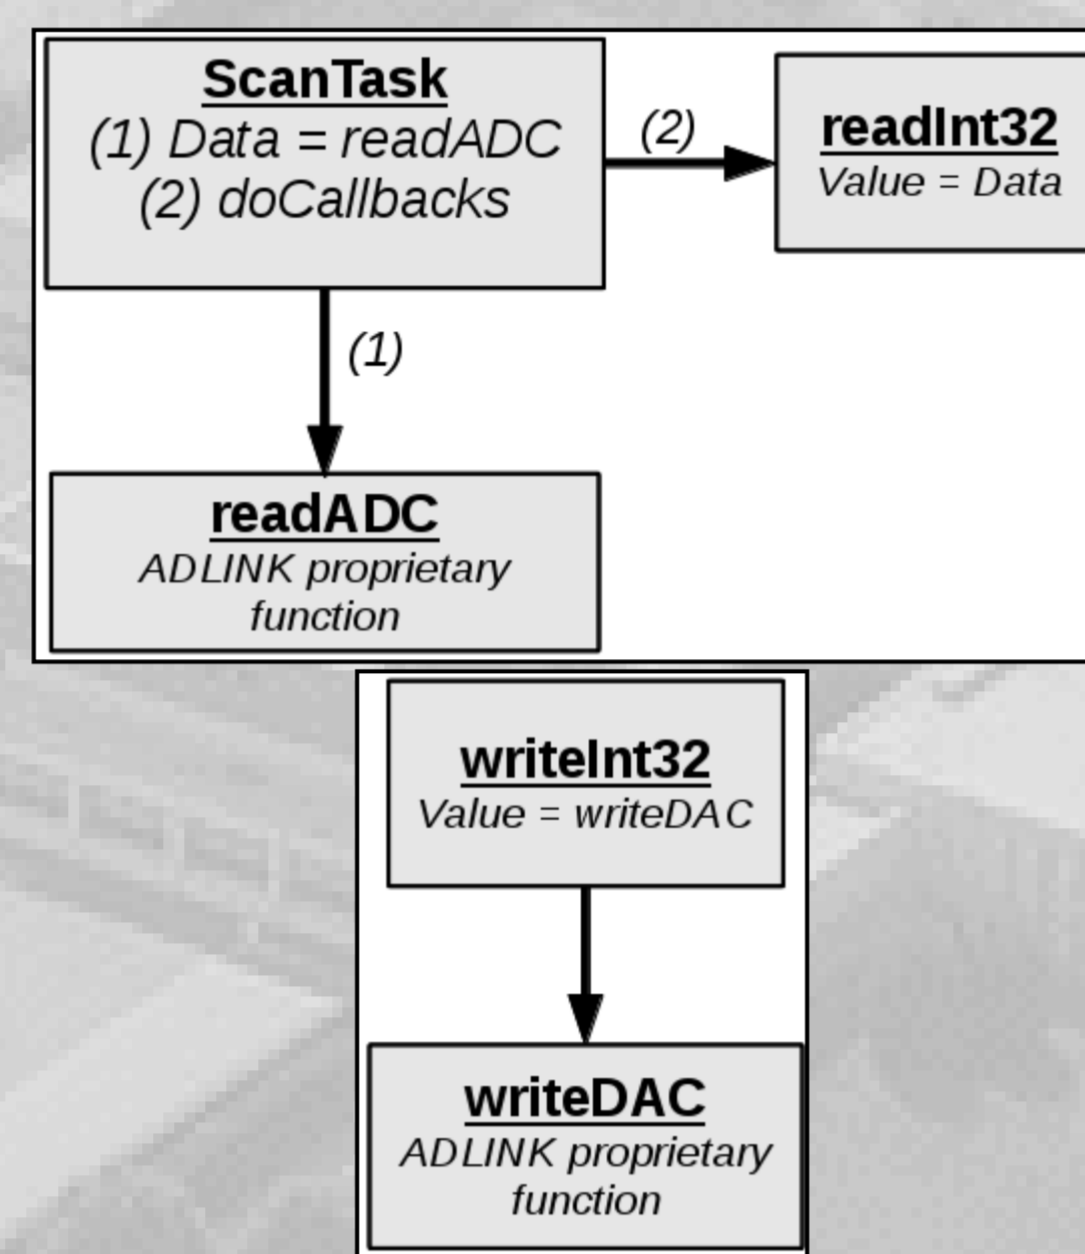 ScanTask
(1) Data = readADC
(2) doCallbacks
(2)
readInt32
Value = Data
(1)
readADC
ADLINK proprietary
function
writeInt32
Value = writeDAC
writeDAC
ADLINK proprietary
function